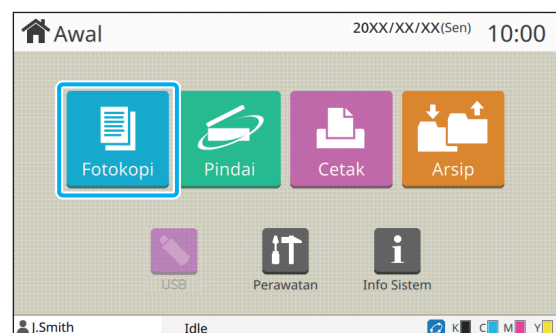 Awal 20XX/XX/XX(Sen) 10:00
Fotokopi Pindai Cetak Arsip
USB Perawatan Info Sistem
J.Smith Idle K C M Y